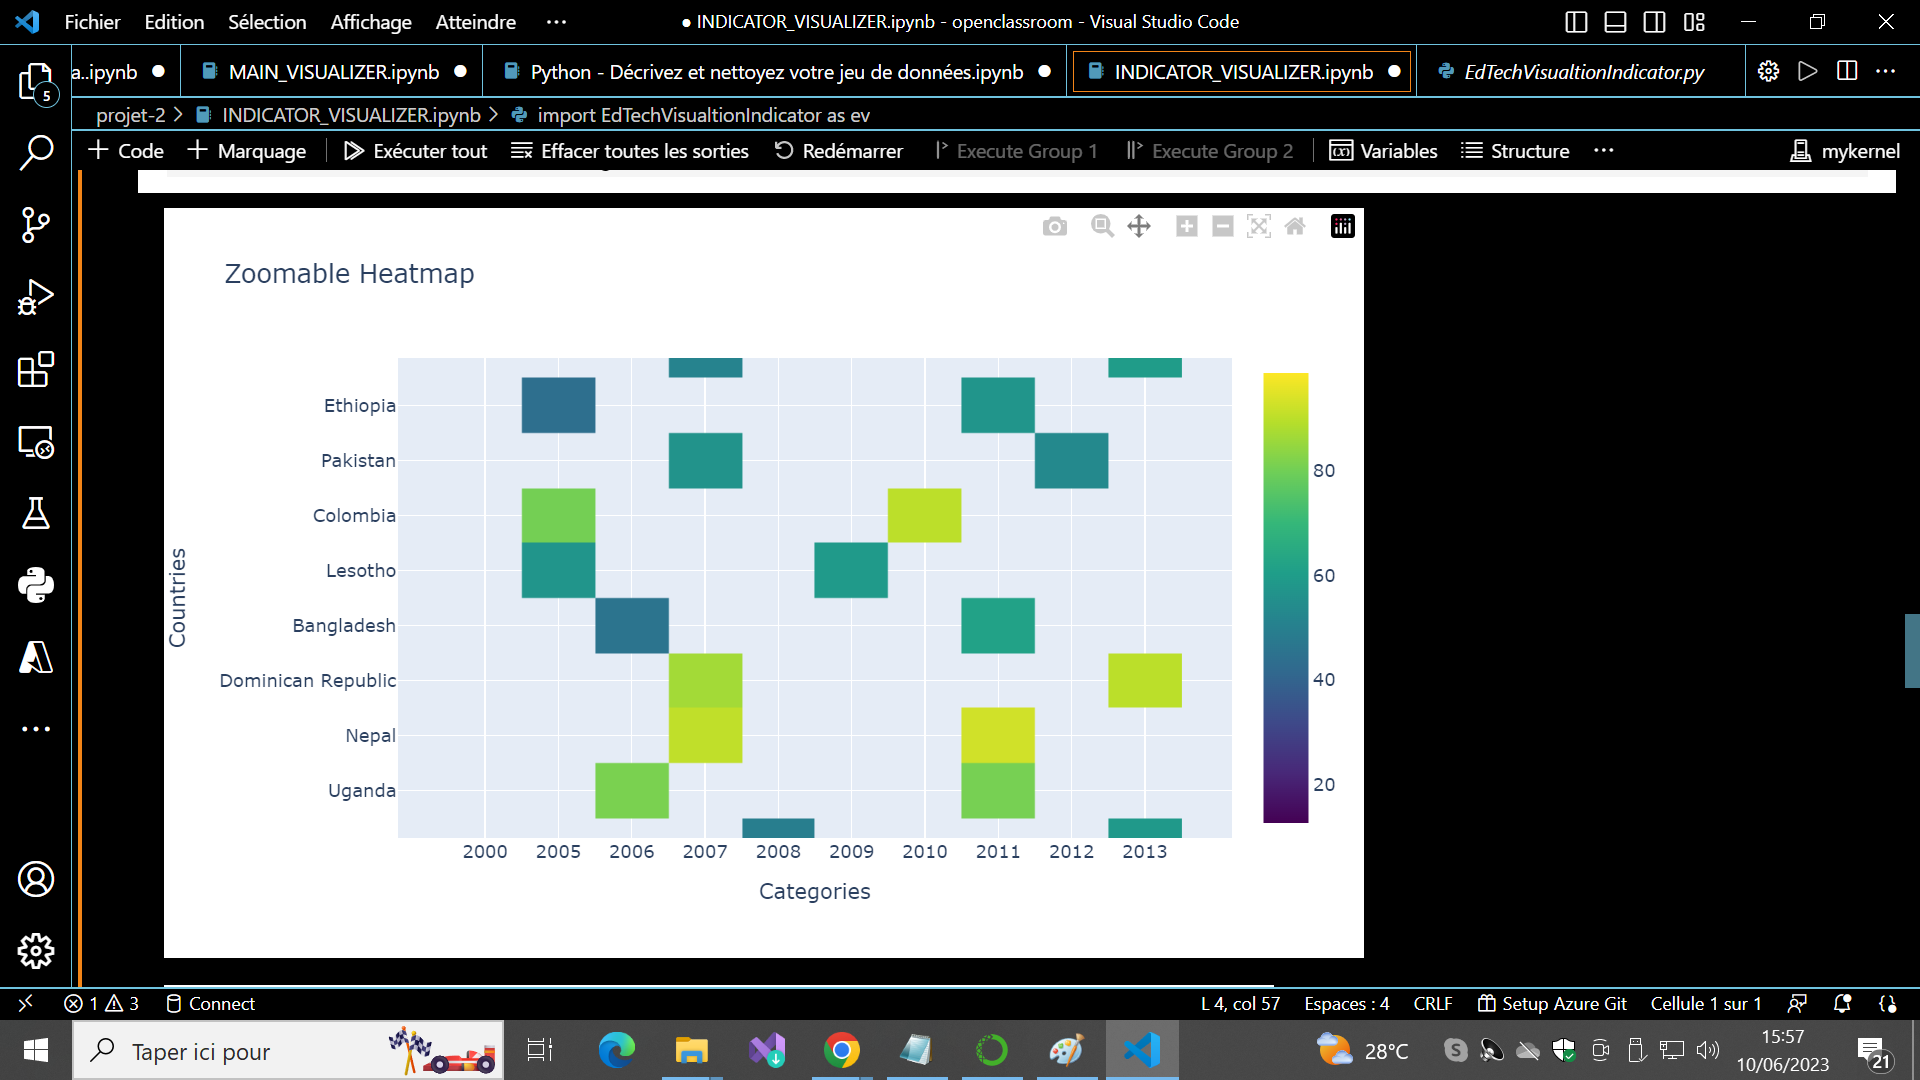 Fichier Edition Sélection Affichage Atteindre ··· ● INDICATOR_VISUALIZER.ipynb - openclassroom - Visual Studio Code
a..ipynb MAIN_VISUALIZER.ipynb Python - Décrivez et nettoyez votre jeu de données.ipynb INDICATOR_VISUALIZER.ipynb EdTechVisualtionIndicator.py
5
projet-2 > INDICATOR_VISUALIZER.ipynb > import EdTechVisualtionIndicator as ev
+ Code + Marquage Exécuter tout Effacer toutes les sorties Redémarrer Execute Group 1 Execute Group 2 Variables Structure ··· mykernel
Zoomable Heatmap
Ethiopia
Pakistan
Colombia
Lesotho
Bangladesh
Dominican Republic
Nepal
Uganda
Countries
80
60
40
20
2000 2005 2006 2007 2008 2009 2010 2011 2012 2013
Categories
1 3 Connect L 4, col 57 Espaces : 4 CRLF Setup Azure Git Cellule 1 sur 1
Taper ici pour 28°C 15:57
10/06/2023 21